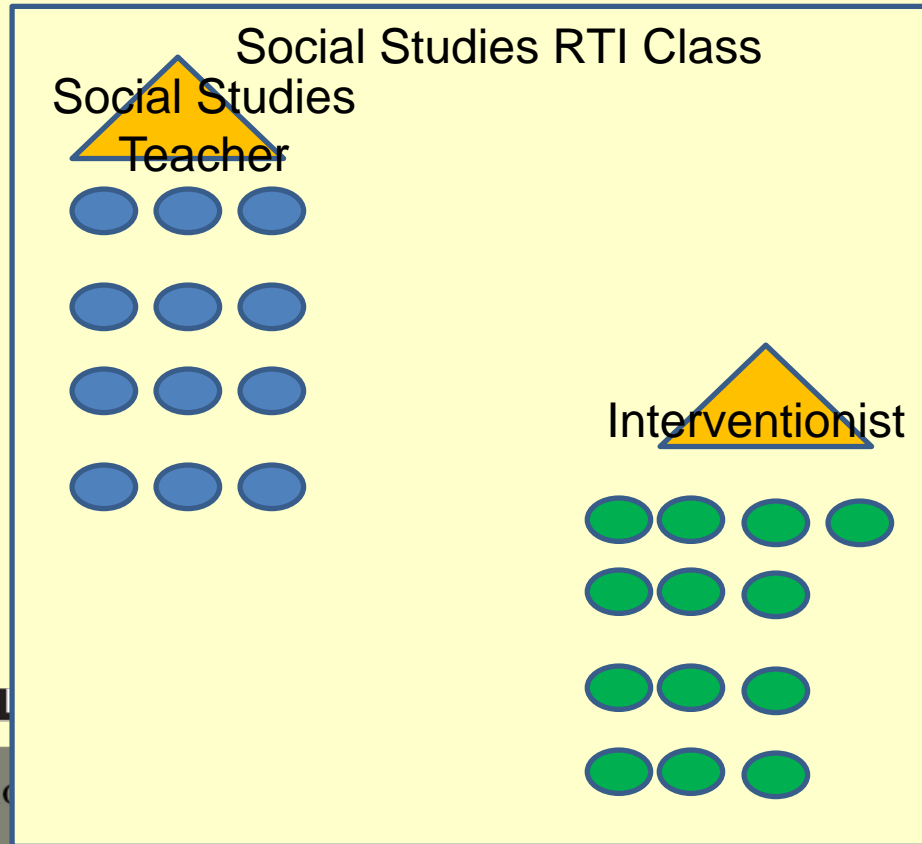 Social Studies RTI Class
Social Studies
Teacher
Interventionist